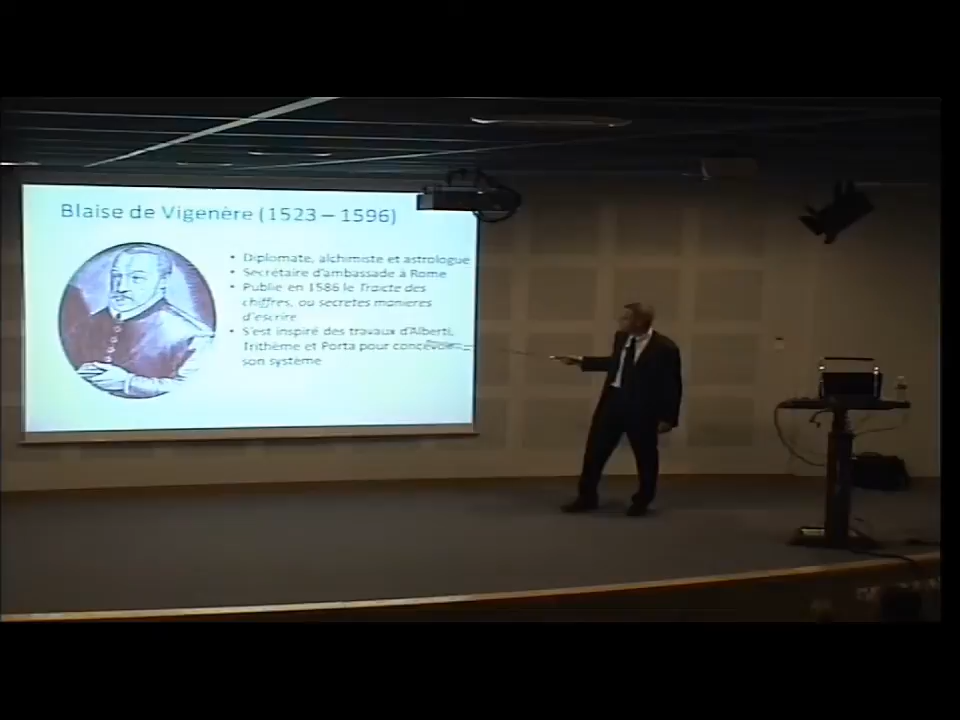 Blaise de Vigenère (1523 – 1596)
• Diplomate, alchimiste et astrologue
• Secrétaire d'ambassade à Rome
• Publie en 1586 le Traicte des
chiffres, ou secretes manieres
d'escrire
• S'est inspiré des travaux d'Alberti,
Trithème et Porta pour concevoir
son système